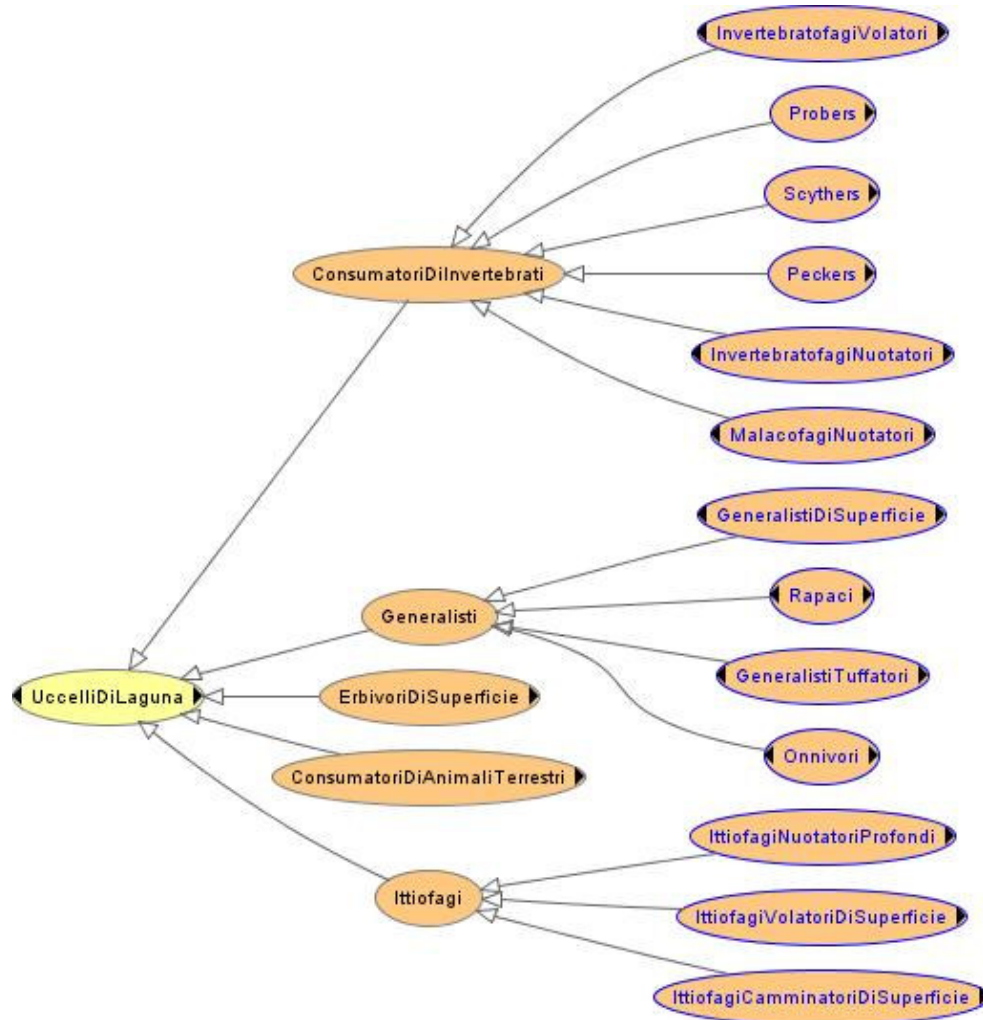 InvertebratofagiVolatori
Probers
Scythers
ConsumatoriDiInvertebrati
Peckers
InvertebratofagiNuotatori
MalacofagiNuotatori
GeneralistiDiSuperficie
Rapaci
Generalisti
GeneralistiTuffatori
UccelliDiLaguna
ErbivoriDiSuperficie
Onnivori
ConsumatoriDiAnimaliTerrestri
IttiofagiNuotatoriProfondi
Ittiofagi
IttiofagiVolatoriDiSuperficie
IttiofagiCamminatoriDiSuperficie